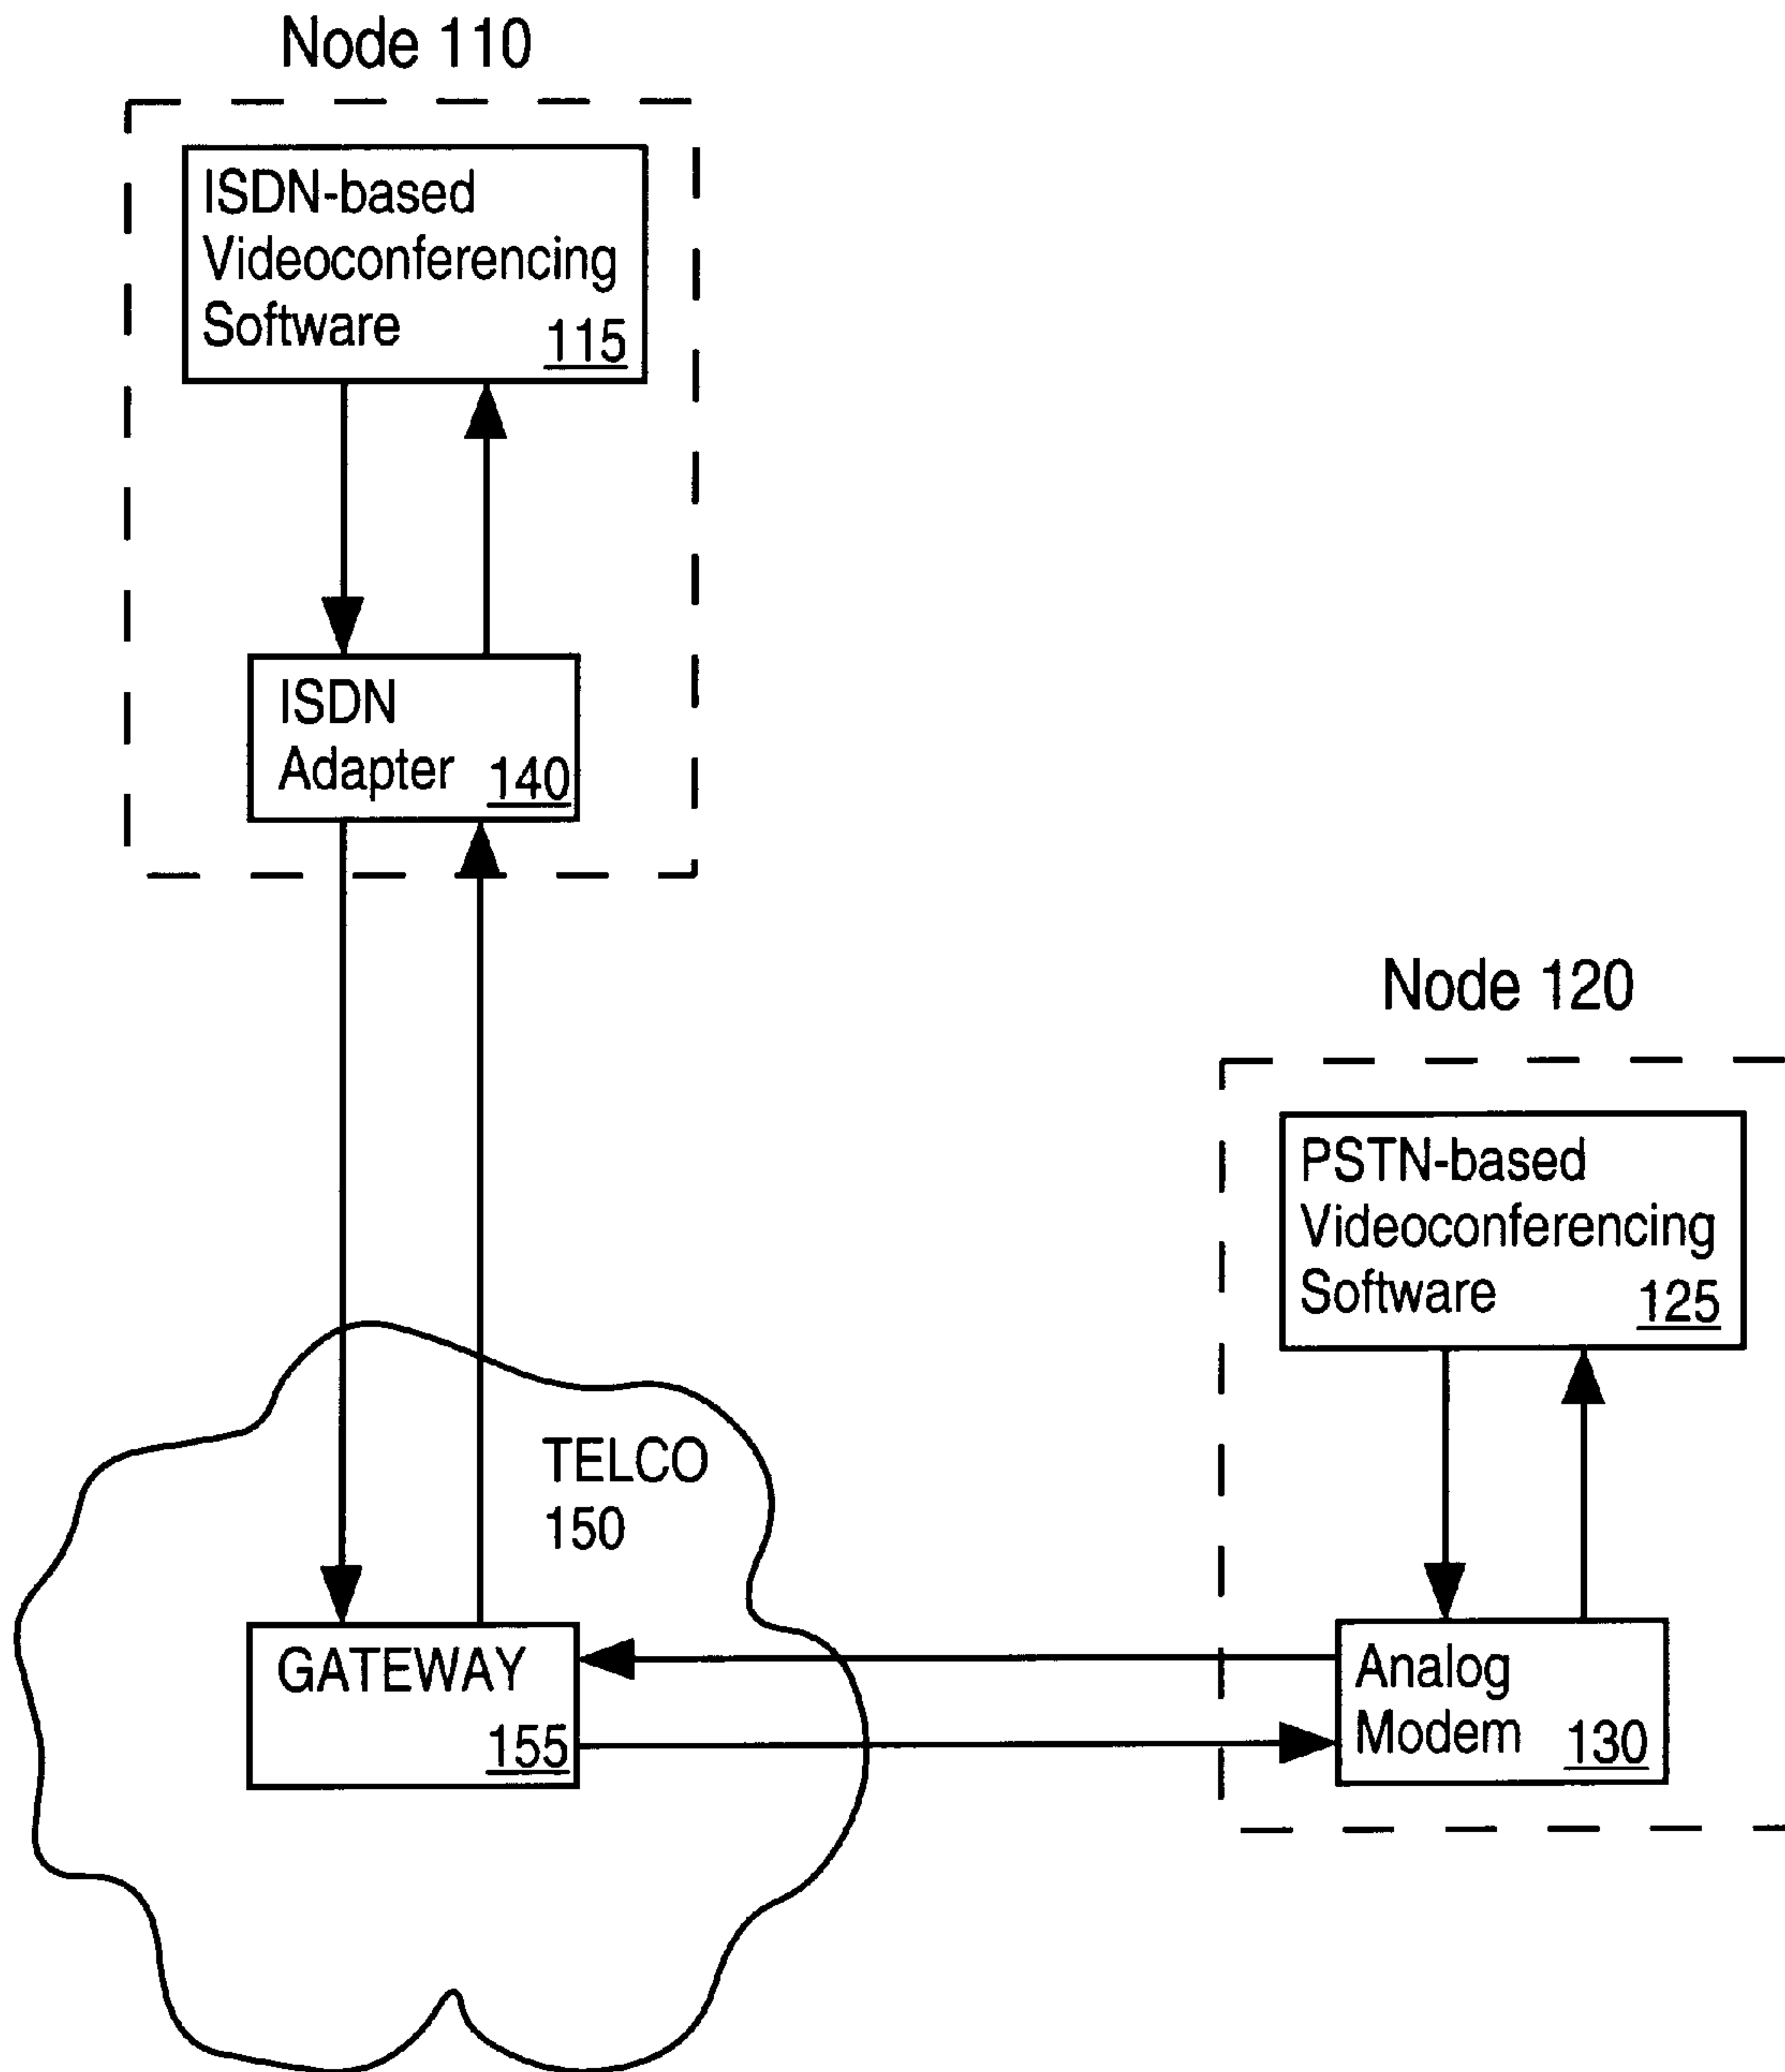 Node 110
ISDN-based
Videoconferencing
Software 115
ISDN
Adapter 140
Node 120
PSTN-based
Videoconferencing
Software 125
TELCO
150
GATEWAY
155
Analog
Modem 130